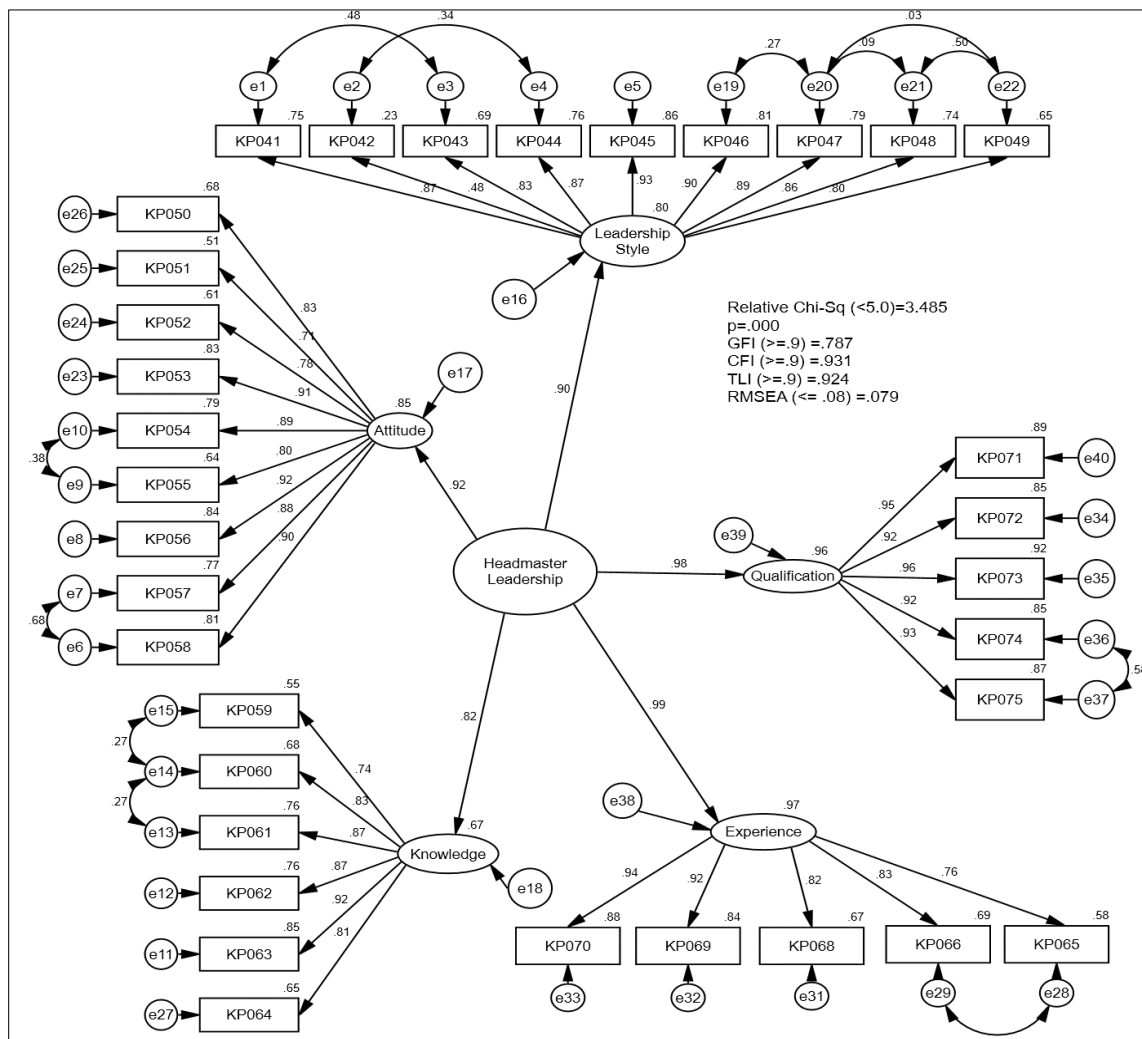 .48
.34
.03
.27
.09
.50
e1
e2
e3
e4
e5
e19
e20
e21
e22
.75
.23
.69
.76
.86
.81
.79
.74
.65
KP041
KP042
KP043
KP044
KP045
KP046
KP047
KP048
KP049
.87
.48
.83
.87
.93
.90
.89
.86
.80
.80
Leadership
Style
e16
.68
e26
KP050
.51
e25
KP051
.61
e24
KP052
.83
e23
KP053
.79
e10
KP054
.38
.64
e9
KP055
.84
e8
KP056
.77
e7
KP057
.68
.81
e6
KP058
.83
.71
.78
.91
.89
.80
.92
.88
.90
e17
.85
Attitude
.92
.90
Relative Chi-Sq (<5.0)=3.485
p=.000
GFI (>=.9) =.787
CFI (>=.9) =.931
TLI (>=.9) =.924
RMSEA (<= .08) =.079
Headmaster
Leadership
.98
e39
.96
Qualification
.95
.92
.96
.92
.93
.89
KP071
e40
.85
KP072
e34
.92
KP073
e35
.85
KP074
e36
.58
.87
KP075
e37
.82
.99
.55
e15
KP059
.27
.68
e14
KP060
.27
.76
e13
KP061
.76
e12
KP062
.85
e11
KP063
.65
e27
KP064
.74
.83
.87
.87
.92
.81
.67
Knowledge
e18
e38
.97
Experience
.94
.92
.82
.83
.76
.88
.84
.67
.69
.58
KP070
KP069
KP068
KP066
KP065
e33
e32
e31
e29
e28